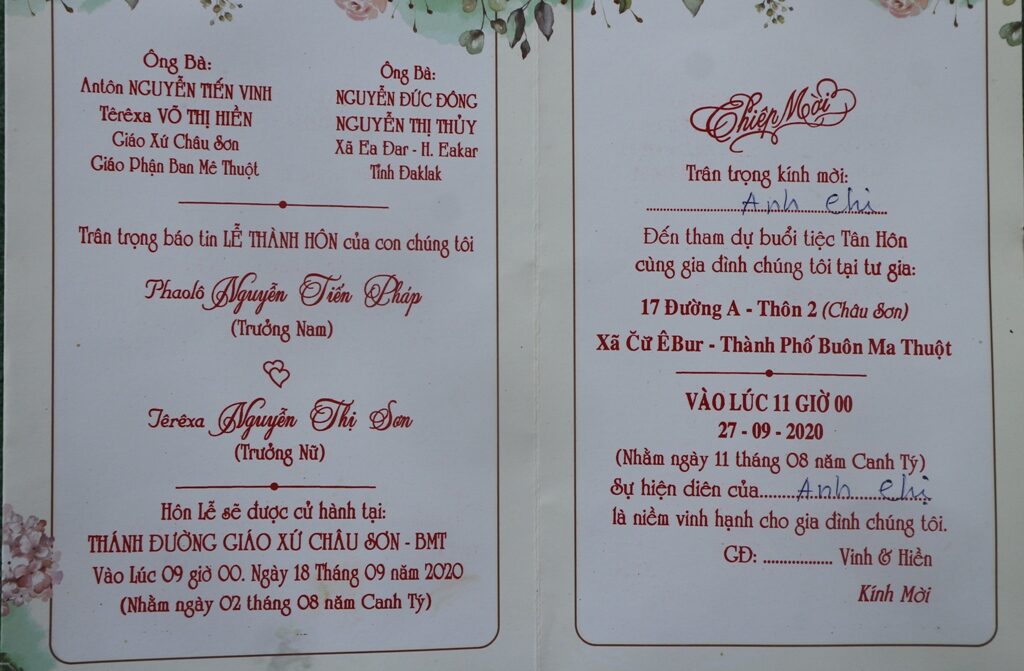 Ông Bà:
Antôn NGUYỄN TIẾN VINH
Têrêxa VÕ THỊ HIỀN
Giáo Xứ Châu Sơn
Giáo Phận Ban Mê Thuột
Ông Bà:
NGUYỄN ĐỨC ĐÔNG
NGUYỄN THỊ THỦY
Xã Ea Đar - H. Eakar
Tỉnh Đaklak
Trân trọng báo tin LỄ THÀNH HÔN của con chúng tôi
Phaolô Nguyễn Tiến Pháp
(Trưởng Nam)
Têrêxa Nguyễn Thị Sơn
(Trưởng Nữ)
Hôn Lễ sẽ được cử hành tại:
THÁNH ĐƯỜNG GIÁO XỨ CHÂU SƠN - BMT
Vào Lúc 09 giờ 00. Ngày 18 Tháng 09 năm 2020
(Nhằm ngày 02 tháng 08 năm Canh Tý)
Thiệp Mời
Trân trọng kính mời:
Anh Chị
Đến tham dự buổi tiệc Tân Hôn
cùng gia đình chúng tôi tại tư gia:
17 Đường A - Thôn 2 (Châu Sơn)
Xã Cừ ÊBur - Thành Phố Buôn Ma Thuột
VÀO LÚC 11 GIỜ 00
27 - 09 - 2020
(Nhằm ngày 11 tháng 08 năm Canh Tý)
Sự hiện diên của....Anh Chị
là niềm vinh hạnh cho gia đình chúng tôi.
GĐ: ................. Vinh & Hiền
Kính Mời